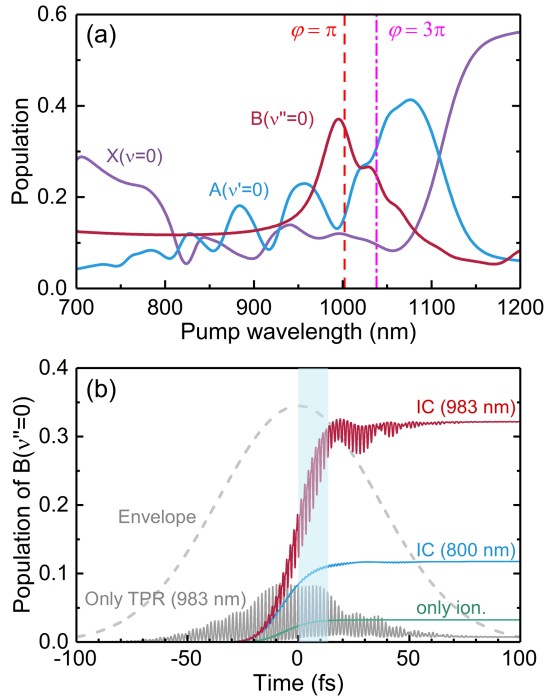 (a)
φ = π
φ = 3π
B(ν''=0)
X(ν=0)
A(ν'=0)
Population
0.6
0.4
0.2
0.0
700 800 900 1000 1100 1200
Pump wavelength (nm)
(b)
IC (983 nm)
Envelope
IC (800 nm)
Only TPR (983 nm)
only ion.
Population of B(ν''=0)
0.4
0.3
0.2
0.1
0.0
-100 -50 0 50 100
Time (fs)